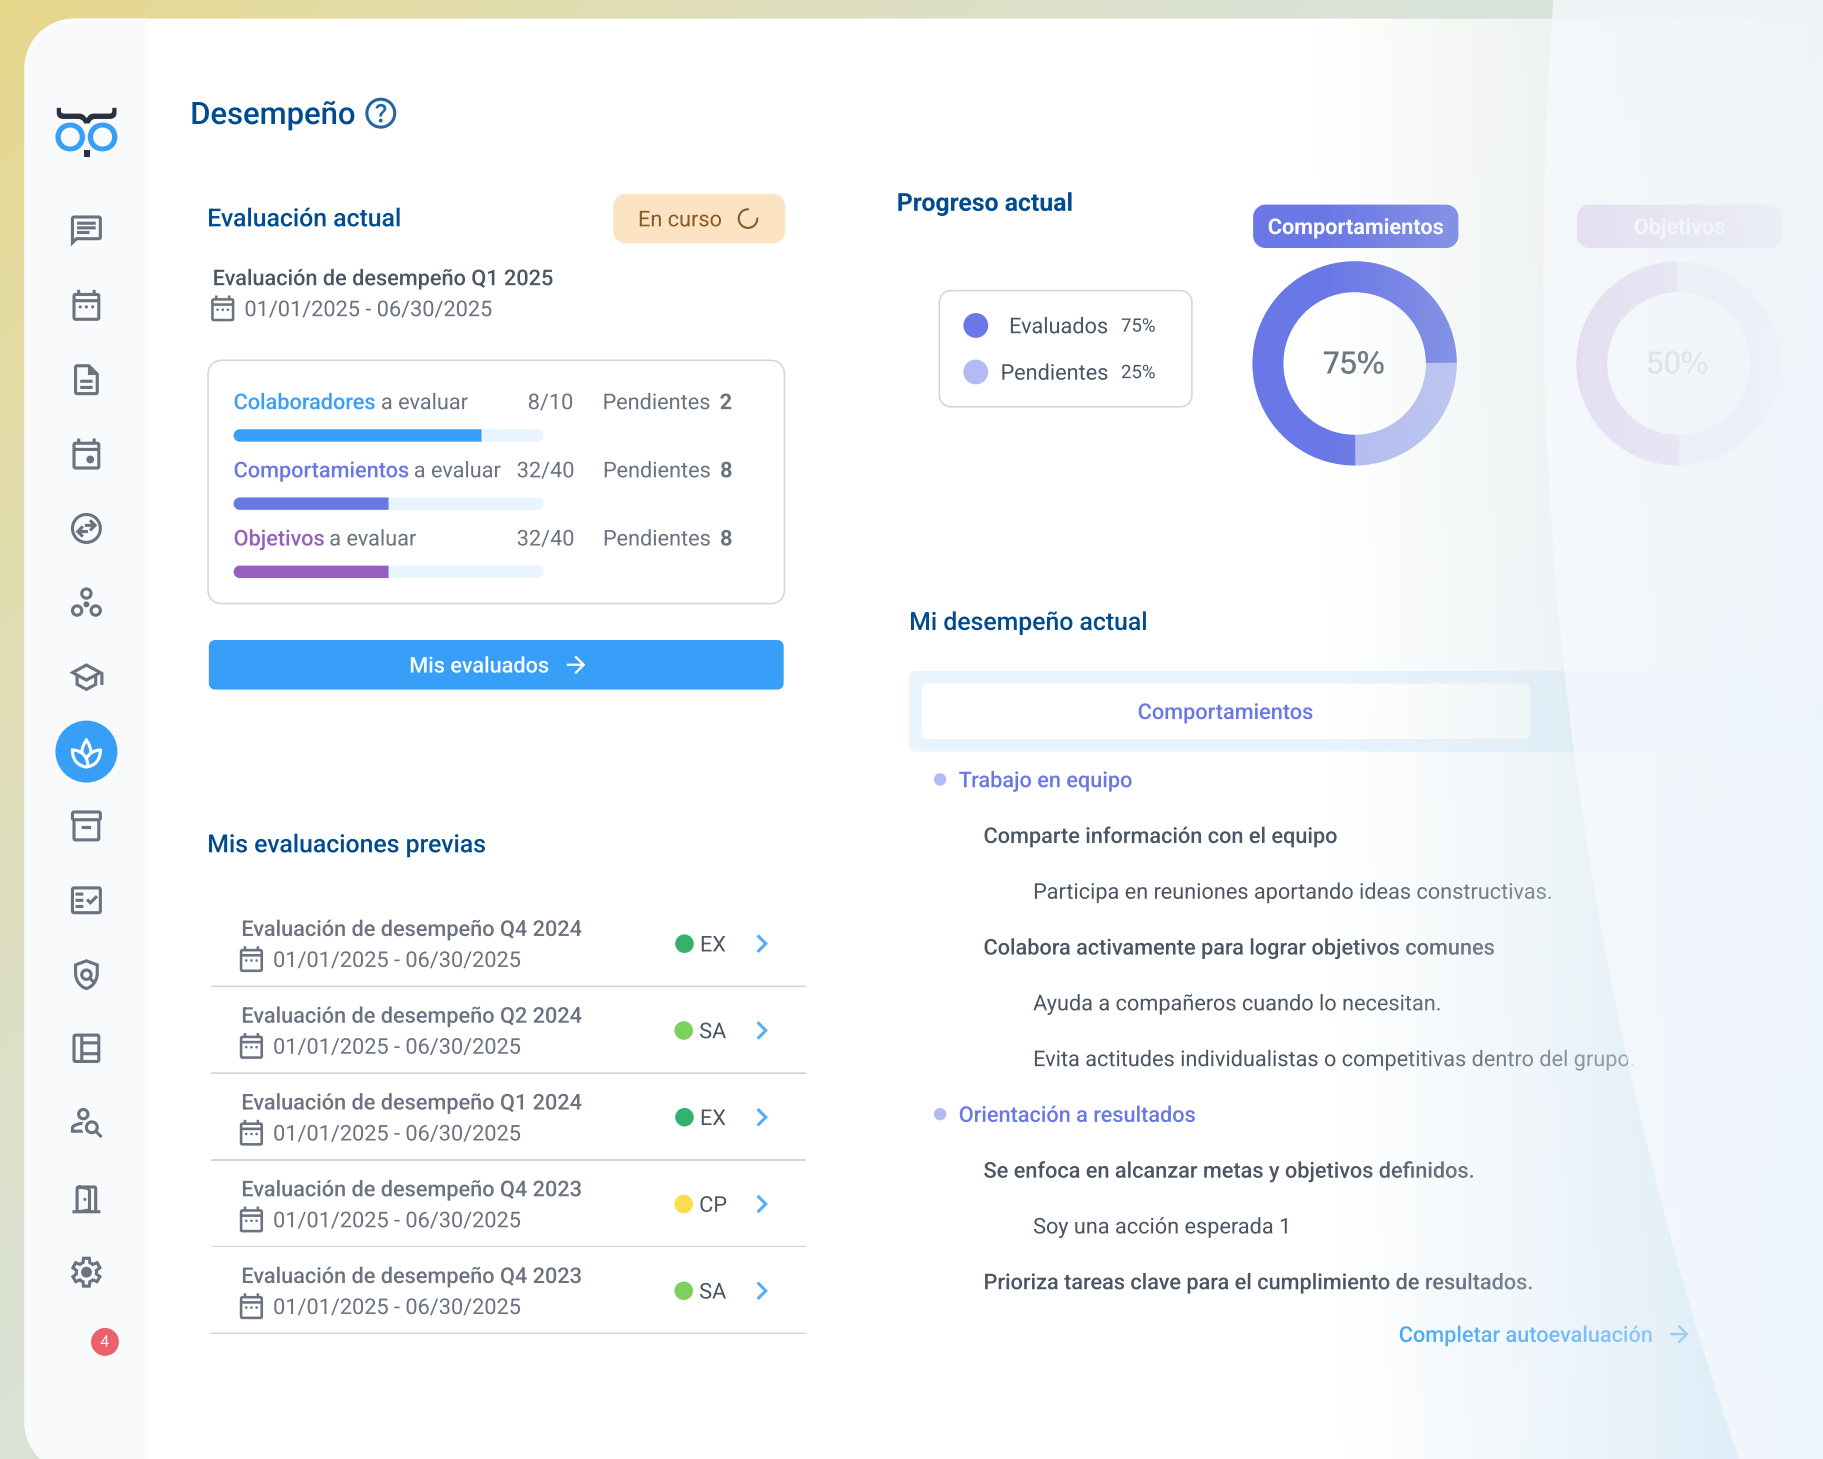 Desempeño
Evaluación actual
En curso
Evaluación de desempeño Q1 2025
01/01/2025 - 06/30/2025
Colaboradores a evaluar 8/10 Pendientes 2
Comportamientos a evaluar 32/40 Pendientes 8
Objetivos a evaluar 32/40 Pendientes 8
Mis evaluados
Mis evaluaciones previas
Evaluación de desempeño Q4 2024
01/01/2025 - 06/30/2025
EX
Evaluación de desempeño Q2 2024
01/01/2025 - 06/30/2025
SA
Evaluación de desempeño Q1 2024
01/01/2025 - 06/30/2025
EX
Evaluación de desempeño Q4 2023
01/01/2025 - 06/30/2025
CP
Evaluación de desempeño Q4 2023
01/01/2025 - 06/30/2025
SA
4
Progreso actual
Evaluados 75%
Pendientes 25%
Comportamientos
75%
Objetivos
50%
Mi desempeño actual
Comportamientos
Trabajo en equipo
Comparte información con el equipo
Participa en reuniones aportando ideas constructivas.
Colabora activamente para lograr objetivos comunes
Ayuda a compañeros cuando lo necesitan.
Evita actitudes individualistas o competitivas dentro del grupo.
Orientación a resultados
Se enfoca en alcanzar metas y objetivos definidos.
Soy una acción esperada 1
Prioriza tareas clave para el cumplimiento de resultados.
Completar autoevaluación